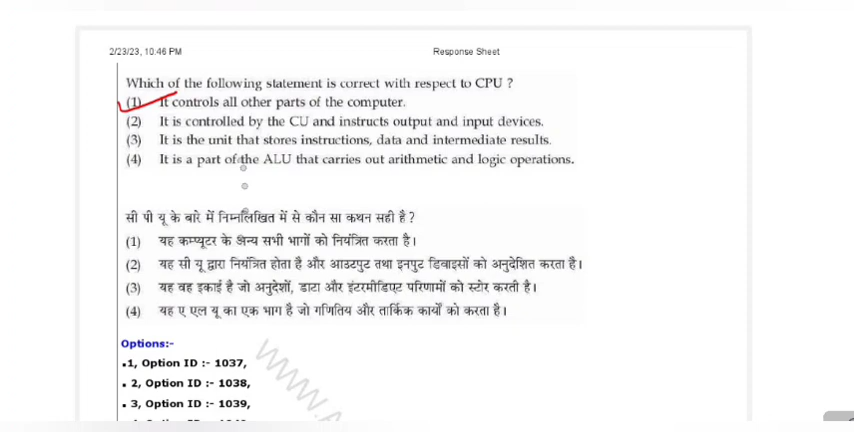 2/23/23, 10.46 PM Response Sheet
Which of the following statement is correct with respect to CPU ?
(1) It controls all other parts of the computer.
(2) It is controlled by the CU and instructs output and input devices.
(3) It is the unit that stores instructions, data and intermediate results.
(4) It is a part of the ALU that carries out arithmetic and logic operations.
सी पी यू के बारे में निम्नलिखित में से कौन सा कथन सही है ?
(1) यह कम्प्यूटर के अन्य सभी भागों को नियंत्रित करता है।
(2) यह सी यू द्वारा नियंत्रित होता है और आउटपुट तथा इनपुट डिवाइसों को अनुदेशित करता है।
(3) यह वह इकाई है जो अनुदेशों, डाटा और इंटरमीडिएट परिणामों को स्टोर करती है।
(4) यह ए एल यू का एक भाग है जो गणितिय और तार्किक कार्यों को करता है।
Options:-
.1, Option ID :- 1037,
. 2, Option ID :- 1038,
. 3, Option ID :- 1039,
WWW.